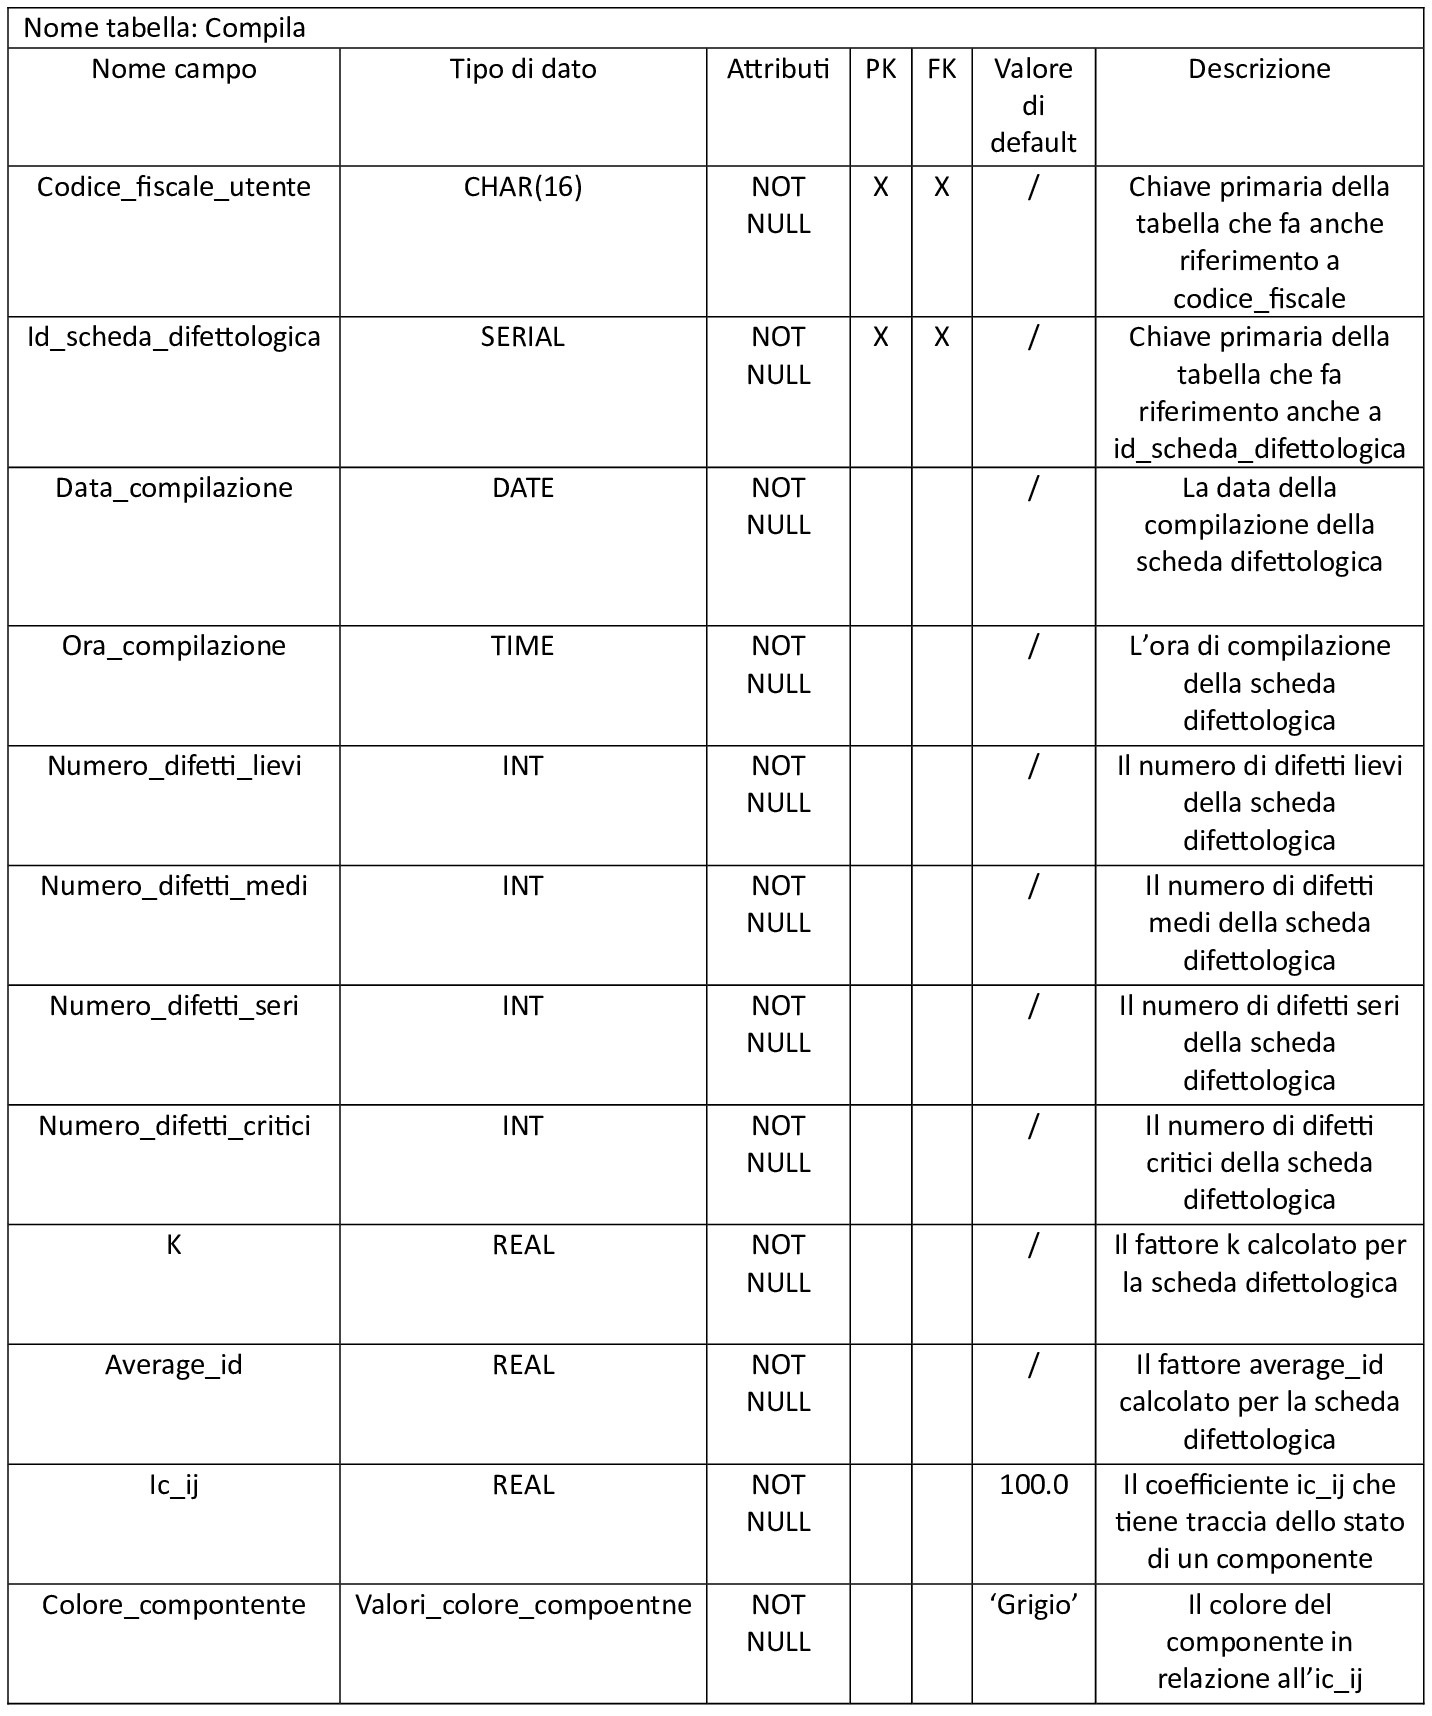 Nome tabella: Compila
Nome campo Tipo di dato Attributi PK FK Valore di default Descrizione
Codice_fiscale_utente CHAR(16) NOT NULL X X / Chiave primaria della tabella che fa anche riferimento a codice_fiscale
Id_scheda_difettologica SERIAL NOT NULL X X / Chiave primaria della tabella che fa riferimento anche a id_scheda_difettologica
Data_compilazione DATE NOT NULL / La data della compilazione della scheda difettologica
Ora_compilazione TIME NOT NULL / L’ora di compilazione della scheda difettologica
Numero_difetti_lievi INT NOT NULL / Il numero di difetti lievi della scheda difettologica
Numero_difetti_medi INT NOT NULL / Il numero di difetti medi della scheda difettologica
Numero_difetti_seri INT NOT NULL / Il numero di difetti seri della scheda difettologica
Numero_difetti_critici INT NOT NULL / Il numero di difetti critici della scheda difettologica
K REAL NOT NULL / Il fattore k calcolato per la scheda difettologica
Average_id REAL NOT NULL / Il fattore average_id calcolato per la scheda difettologica
Ic_ij REAL NOT NULL 100.0 Il coefficiente ic_ij che tiene traccia dello stato di un componente
Colore_compontente Valori_colore_compoentne NOT NULL ‘Grigio’ Il colore del componente in relazione all’ic_ij